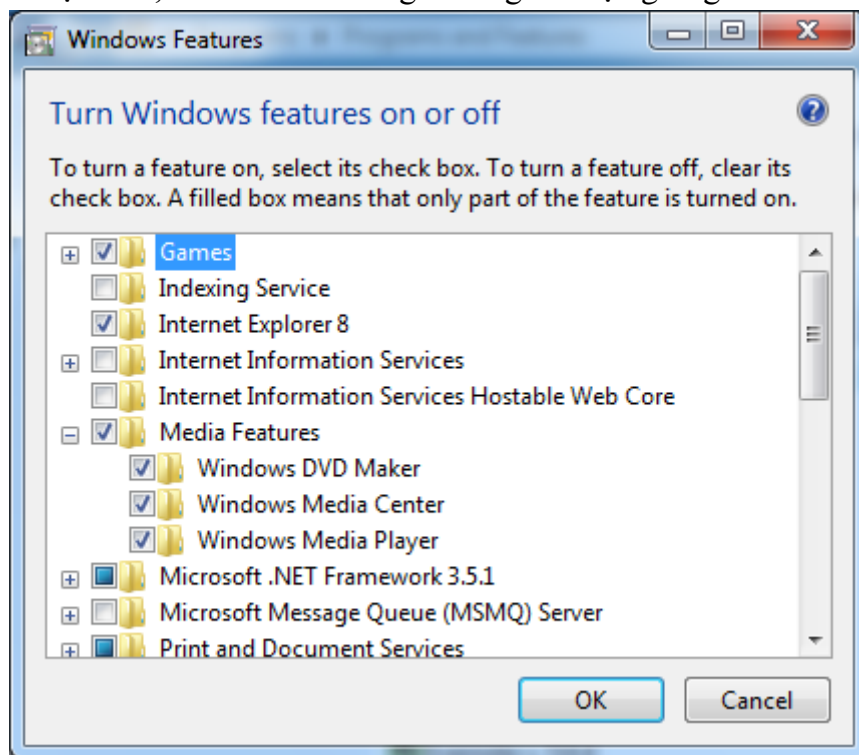 Windows Features
Turn Windows features on or off
To turn a feature on, select its check box. To turn a feature off, clear its
check box. A filled box means that only part of the feature is turned on.
Games
Indexing Service
Internet Explorer 8
Internet Information Services
Internet Information Services Hostable Web Core
Media Features
Windows DVD Maker
Windows Media Center
Windows Media Player
Microsoft .NET Framework 3.5.1
Microsoft Message Queue (MSMQ) Server
Print and Document Services
OK Cancel